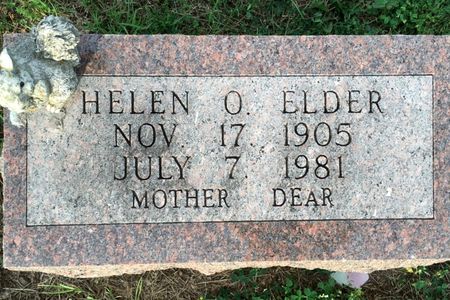 HELEN O. ELDER
NOV. 17. 1905
JULY 7. 1981
MOTHER DEAR